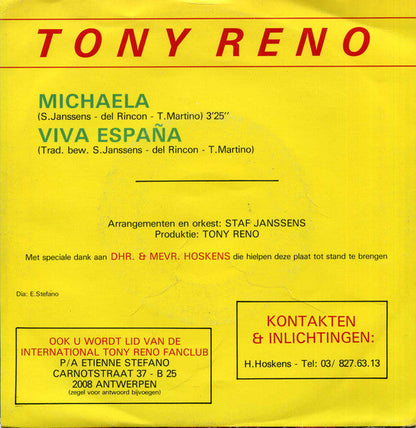 TONY RENO
MICHAELA
(S.Janssens - del Rincon - T.Martino) 3'25''
VIVA ESPAÑA
(Trad. bew. S.Janssens - del Rincon - T.Martino)
Arrangementen en orkest: STAF JANSSENS
Produktie: TONY RENO
Met speciale dank aan DHR. & MEVR. HOSKENS die hielpen deze plaat tot stand te brengen
Dia: E.Stefano
OOK U WORDT LID VAN DE
INTERNATIONAL TONY RENO FANCLUB
P/A ETIENNE STEFANO
CARNOTSTRAAT 37 - B 25
2008 ANTWERPEN
(zegel voor antwoord bijvoegen)
KONTAKTEN
& INLICHTINGEN:
H.Hoskens - Tel: 03/ 827.63.13